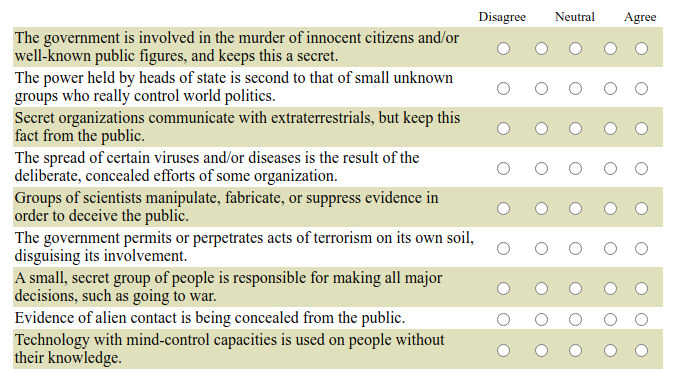 Disagree Neutral Agree
The government is involved in the murder of innocent citizens and/or
well-known public figures, and keeps this a secret.
The power held by heads of state is second to that of small unknown
groups who really control world politics.
Secret organizations communicate with extraterrestrials, but keep this
fact from the public.
The spread of certain viruses and/or diseases is the result of the
deliberate, concealed efforts of some organization.
Groups of scientists manipulate, fabricate, or suppress evidence in
order to deceive the public.
The government permits or perpetrates acts of terrorism on its own soil,
disguising its involvement.
A small, secret group of people is responsible for making all major
decisions, such as going to war.
Evidence of alien contact is being concealed from the public.
Technology with mind-control capacities is used on people without
their knowledge.